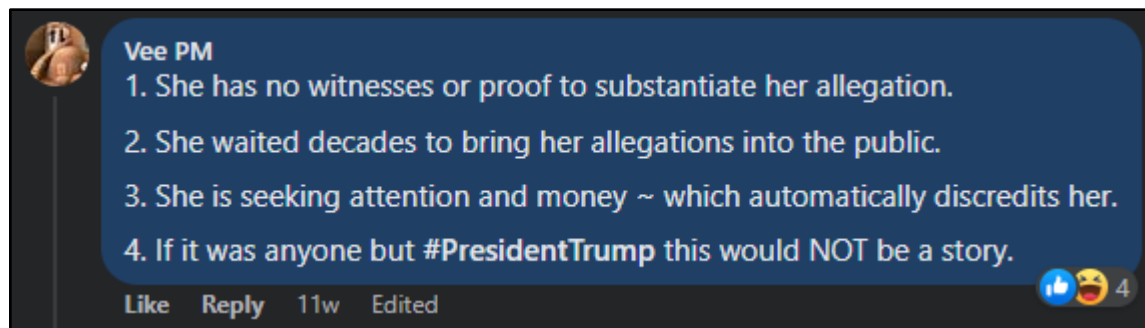 Vee PM
1. She has no witnesses or proof to substantiate her allegation.
2. She waited decades to bring her allegations into the public.
3. She is seeking attention and money ~ which automatically discredits her.
4. If it was anyone but #PresidentTrump this would NOT be a story.
Like Reply 11w Edited 4